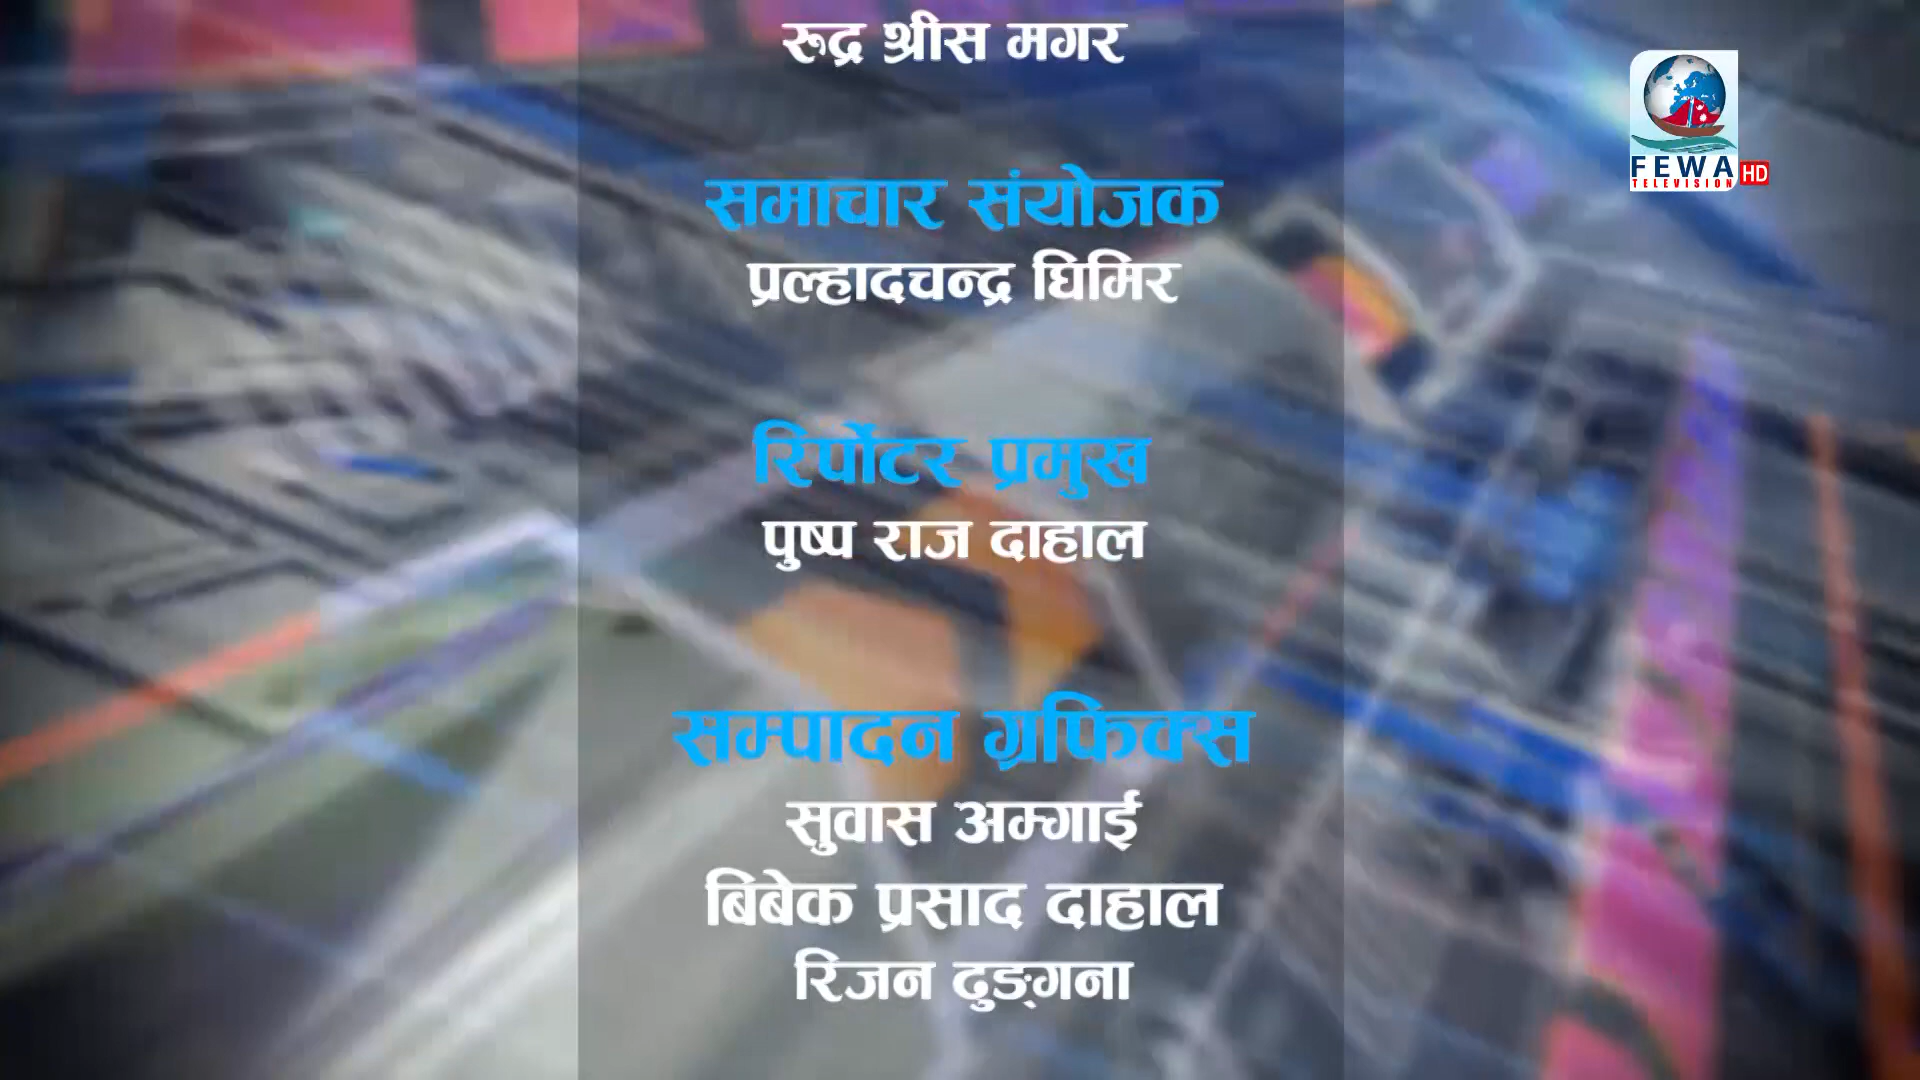 रूद्र श्रीस मगर
FEWA
TELEVISION HD
समाचार संयोजक
प्रल्हादचन्द्र घिमिर
रिर्पोटर प्रमुख
पुष्प राज दाहाल
सम्पादन ग्रफिक्स
सुवास अम्गाई
बिबेक प्रसाद दाहाल
रिजन ढुङ्गना